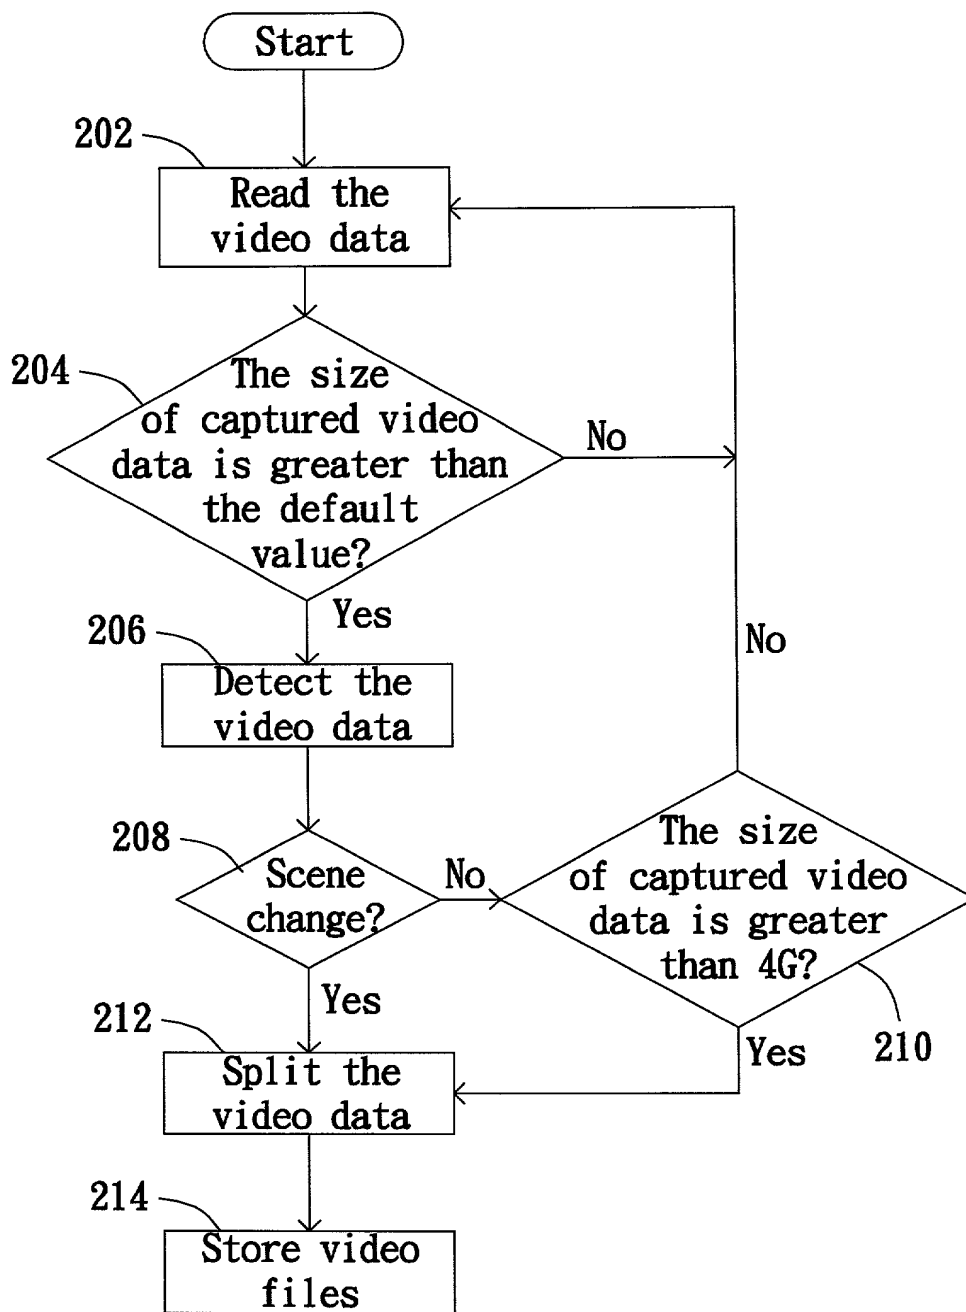 Start
202
Read the
video data
204
The size
of captured video
data is greater than
the default
value?
No
Yes
206
Detect the
video data
No
208
Scene
change?
No
The size
of captured video
data is greater
than 4G?
Yes
210
Yes
212
Split the
video data
214
Store video
files